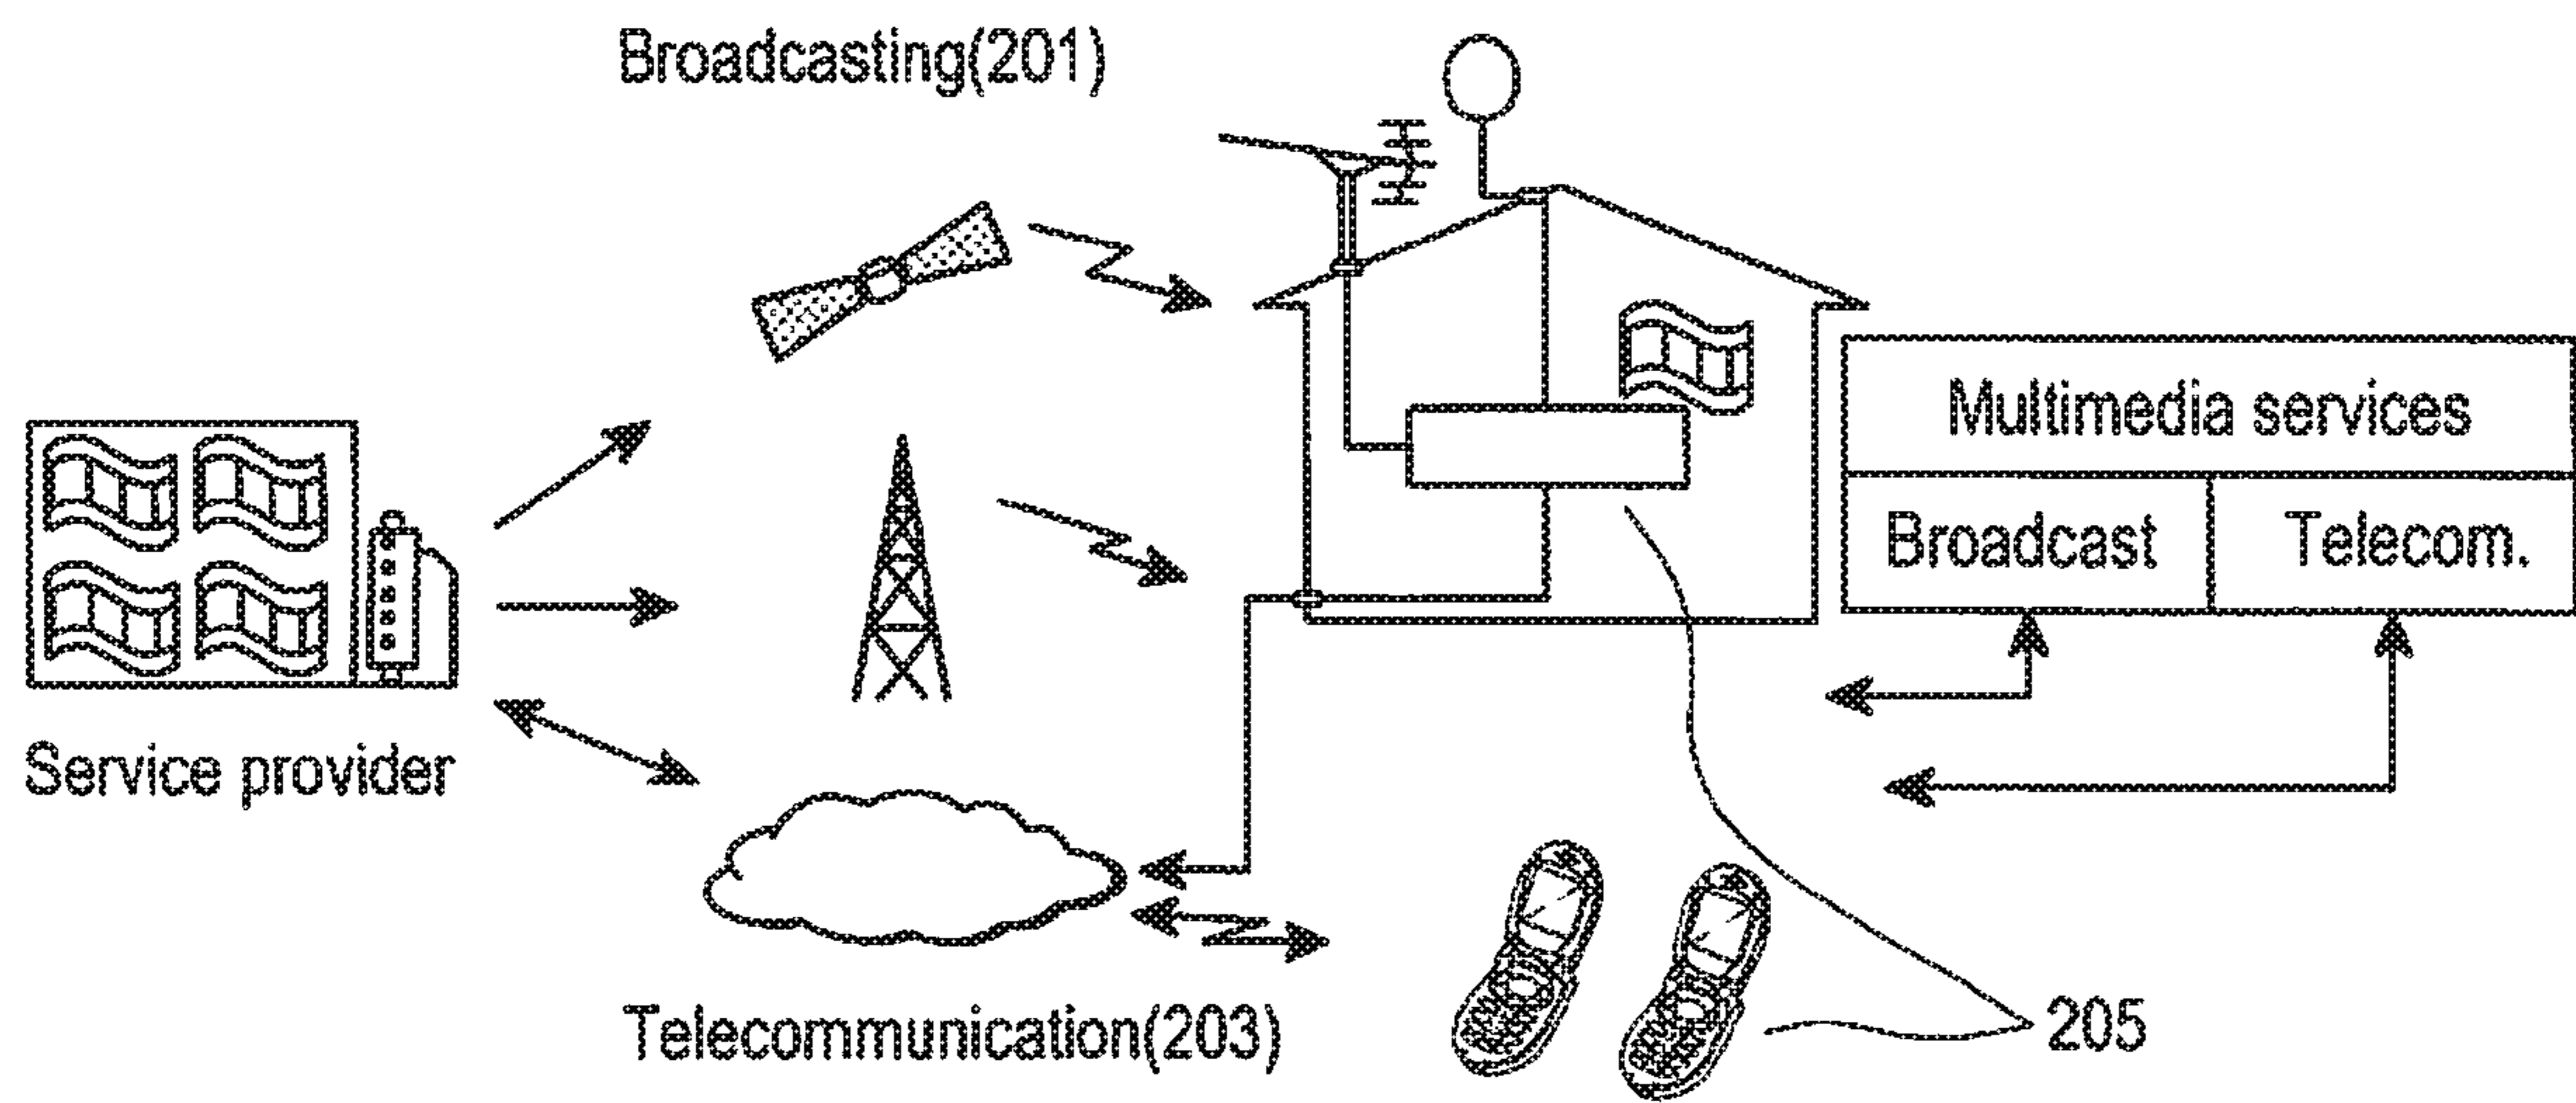 Broadcasting(201)
Multimedia services
Broadcast
Telecom.
Service provider
Telecommunication(203)
205